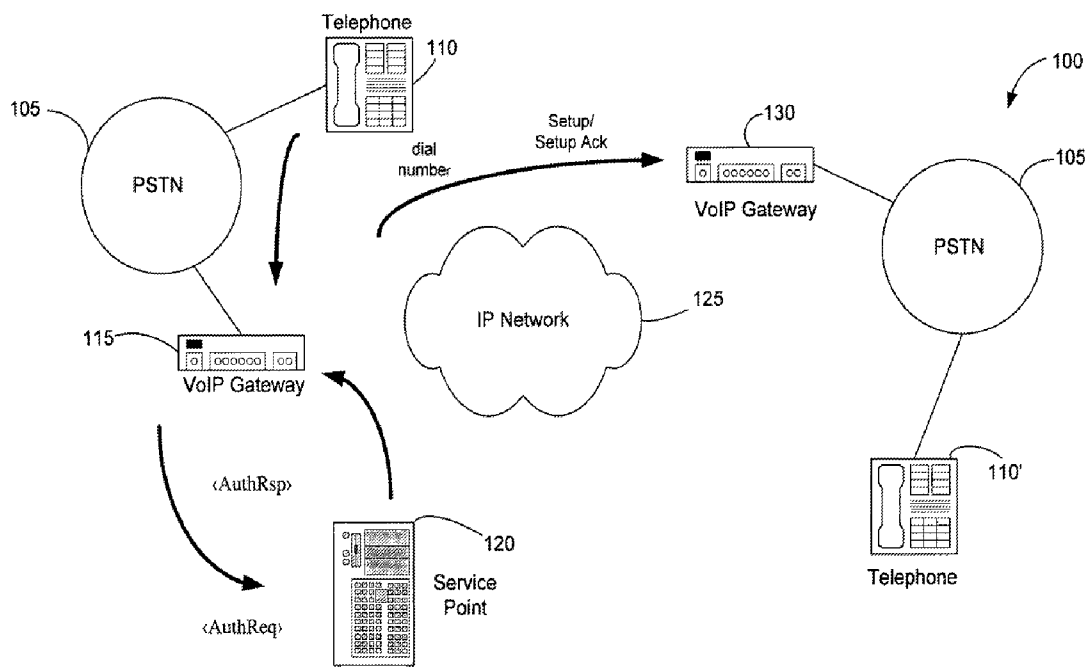 Telephone
110
100
105
Setup/
Setup Ack
130
dial
number
105
PSTN
VoIP Gateway
PSTN
125
IP Network
115
VoIP Gateway
110'
‹AuthRsp›
120
Service
Point
Telephone
‹AuthReq›